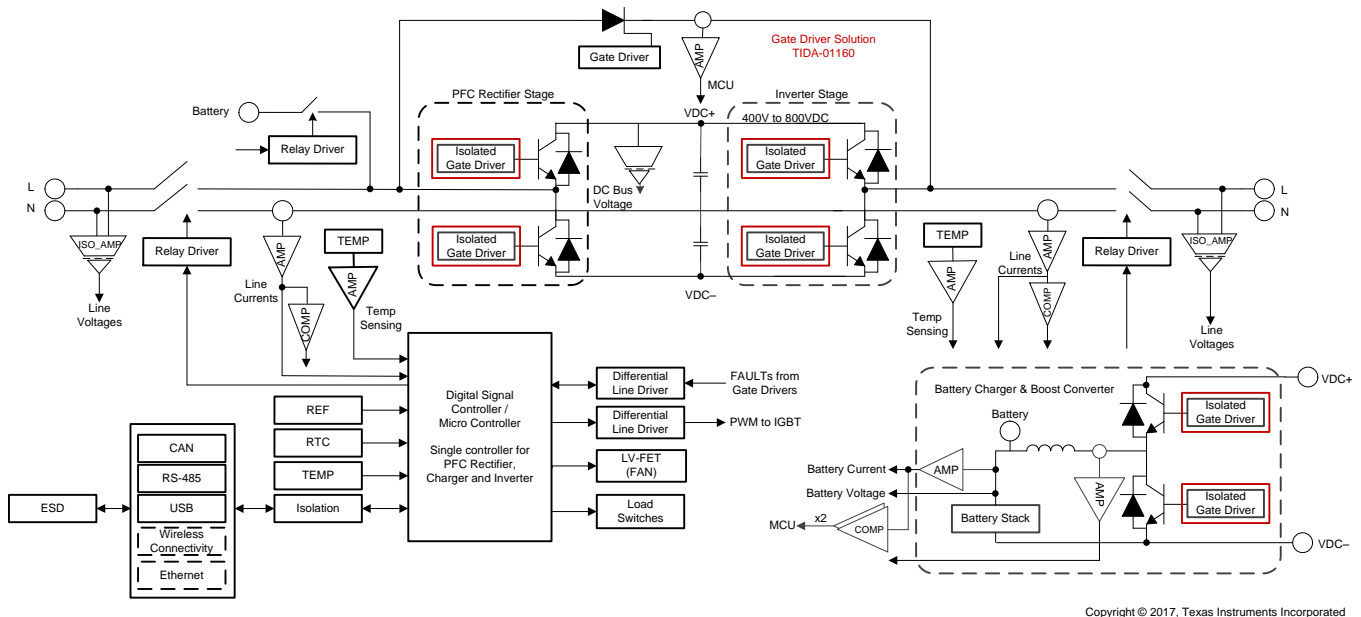 Gate Driver Solution
TIDA-01160
Gate Driver
AMP
MCU
Battery
Relay Driver
PFC Rectifier Stage
VDC+
Inverter Stage
400V to 800VDC
Isolated
Gate Driver
Isolated
Gate Driver
DC Bus
Voltage
L
N
L
N
Isolated
Gate Driver
Isolated
Gate Driver
VDC–
ISO_AMP
Line
Voltages
Relay Driver
AMP
Line
Currents
COMP
TEMP
AMP
Temp
Sensing
TEMP
AMP
Temp
Sensing
Line
Currents
AMP
COMP
Relay Driver
ISO_AMP
Line
Voltages
Digital Signal
Controller /
Micro Controller
Single controller for
PFC Rectifier,
Charger and Inverter
REF
RTC
TEMP
Isolation
CAN
RS-485
USB
Wireless
Connectivity
Ethernet
ESD
Differential
Line Driver
FAULTs from
Gate Drivers
Differential
Line Driver
PWM to IGBT
LV-FET
(FAN)
Load
Switches
Battery Charger & Boost Converter
VDC+
Battery
Isolated
Gate Driver
Battery Current
AMP
AMP
Battery Voltage
Isolated
Gate Driver
Battery Stack
MCU
x2
COMP
VDC–
Copyright © 2017, Texas Instruments Incorporated